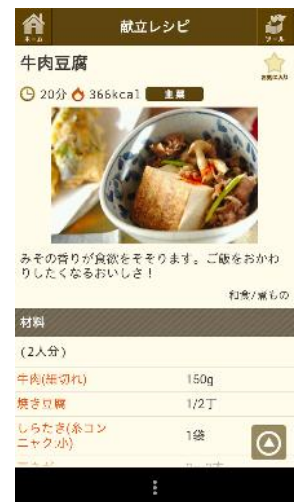 ホーム
献立レシピ
ツール
牛肉豆腐
お気に入り
20分 366kcal 主菜
みその香りが食欲をそそります。ご飯をおかわ
りしたくなるおいしさ！
和食/煮もの
材料
(2人分)
牛肉(細切れ) 150g
焼き豆腐 1/2丁
しらたき(糸コン
ニャク:小) 1袋